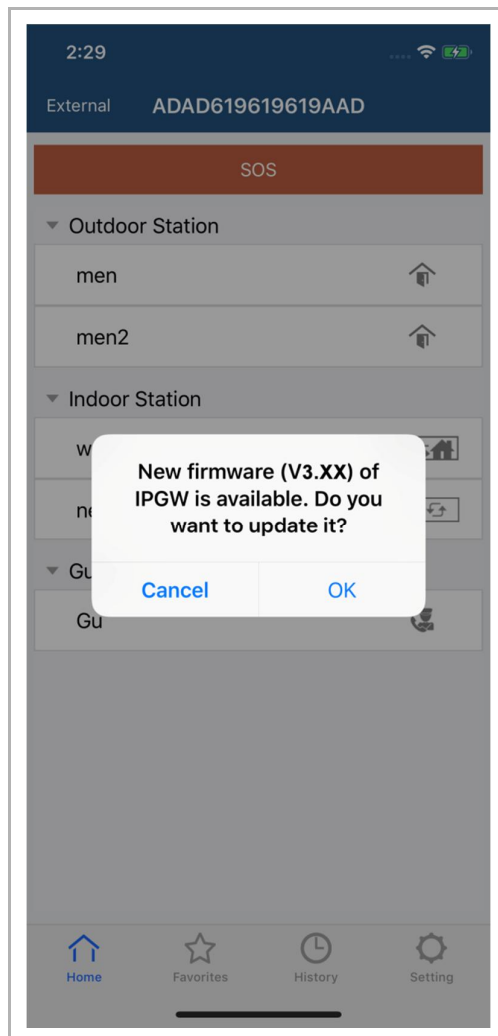 2:29
External ADAD619619619AAD
SOS
Outdoor Station
men
men2
Indoor Station
New firmware (V3.XX) of
IPGW is available. Do you
want to update it?
Cancel OK
Gu
Home Favorites History Setting